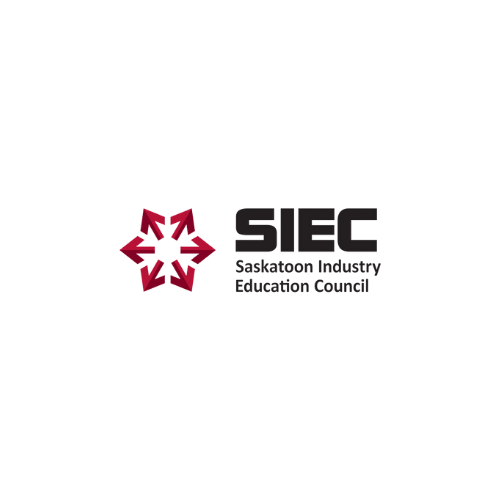 SIEC
Saskatoon Industry
Education Council